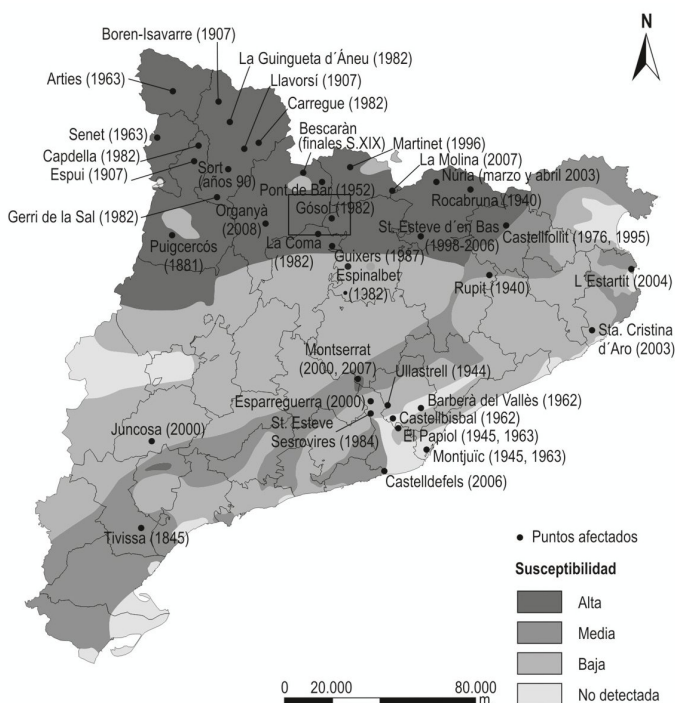 N
Boren-Isavarre (1907)
La Guingueta d´Áneu (1982)
Arties (1963)
Llavorsí (1907)
Carregue (1982)
Senet (1963)
Bescaràn
(finales S.XIX)
Martinet (1996)
Capdella (1982)
La Molina (2007)
Espui (1907)
Sort
(años 90)
Pont de Bar (1952)
Núria (marzo y abril 2003)
Rocabruna (1940)
Gerri de la Sal (1982)
Organyà
(2008)
Gósol (1982)
St. Esteve d´en Bas
(1998-2006)
Castellfollit (1976, 1995)
Puigcercós
(1881)
La Coma
(1982)
Guixers (1987)
Espinalbet
(1382)
Rupit (1940)
L´Estartit (2004)
Sta. Cristina
d´Aro (2003)
Montserrat
(2000, 2007)
Ullastrell (1944)
Esparreguerra (2000)
Barberà del Vallès (1962)
Juncosa (2000)
St. Esteve
Sesrovires (1984)
Castellbisbal (1962)
El Papiol (1945, 1963)
Montjuïc (1945, 1963)
Castelldefels (2006)
Tivissa (1845)
Puntos afectados
Susceptibilidad
Alta
Media
Baja
No detectada
0 20.000 80.000
m